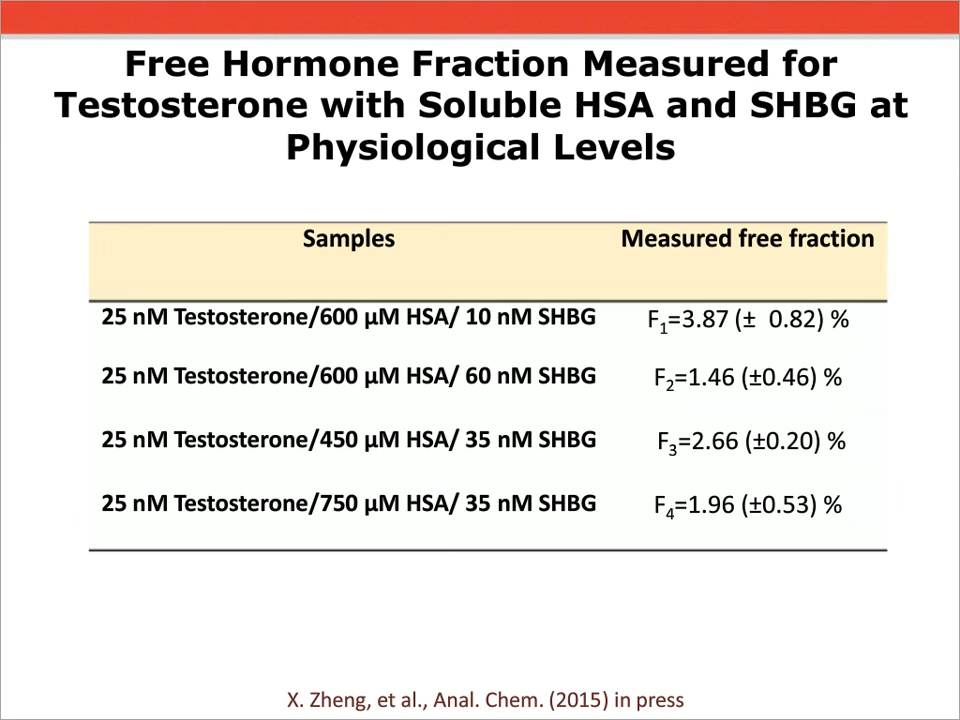 Free Hormone Fraction Measured for
Testosterone with Soluble HSA and SHBG at
Physiological Levels
Samples Measured free fraction
25 nM Testosterone/600 µM HSA/ 10 nM SHBG F₁=3.87 (± 0.82) %
25 nM Testosterone/600 µM HSA/ 60 nM SHBG F₂=1.46 (±0.46) %
25 nM Testosterone/450 µM HSA/ 35 nM SHBG F₃=2.66 (±0.20) %
25 nM Testosterone/750 µM HSA/ 35 nM SHBG F₄=1.96 (±0.53) %
X. Zheng, et al., Anal. Chem. (2015) in press